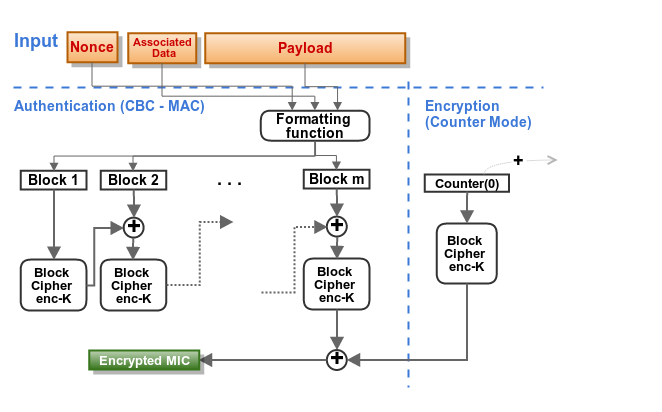 Input
Nonce
Associated
Data
Payload
Authentication (CBC - MAC)
Encryption
(Counter Mode)
Formatting
function
Block 1
Block 2
. . .
Block m
Counter(0)
+
+
+
Block
Cipher
enc-K
Block
Cipher
enc-K
Block
Cipher
enc-K
Block
Cipher
enc-K
Encrypted MIC
+